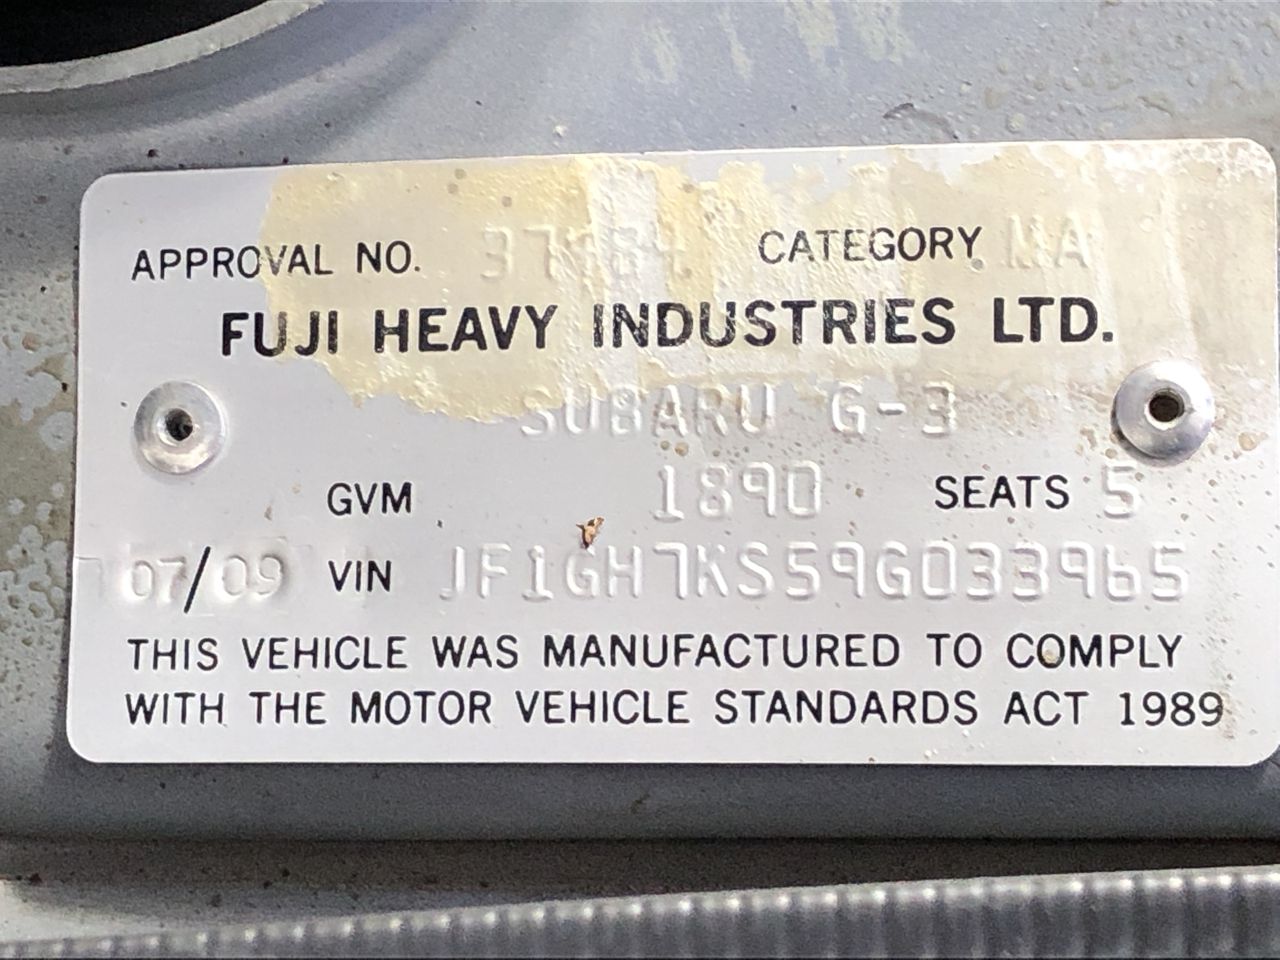 APPROVAL NO. 37484 CATEGORY MA
FUJI HEAVY INDUSTRIES LTD.
SUBARU G-3
GVM 1890 SEATS 5
07/09 VIN JF1GH7KS59G033965
THIS VEHICLE WAS MANUFACTURED TO COMPLY
WITH THE MOTOR VEHICLE STANDARDS ACT 1989